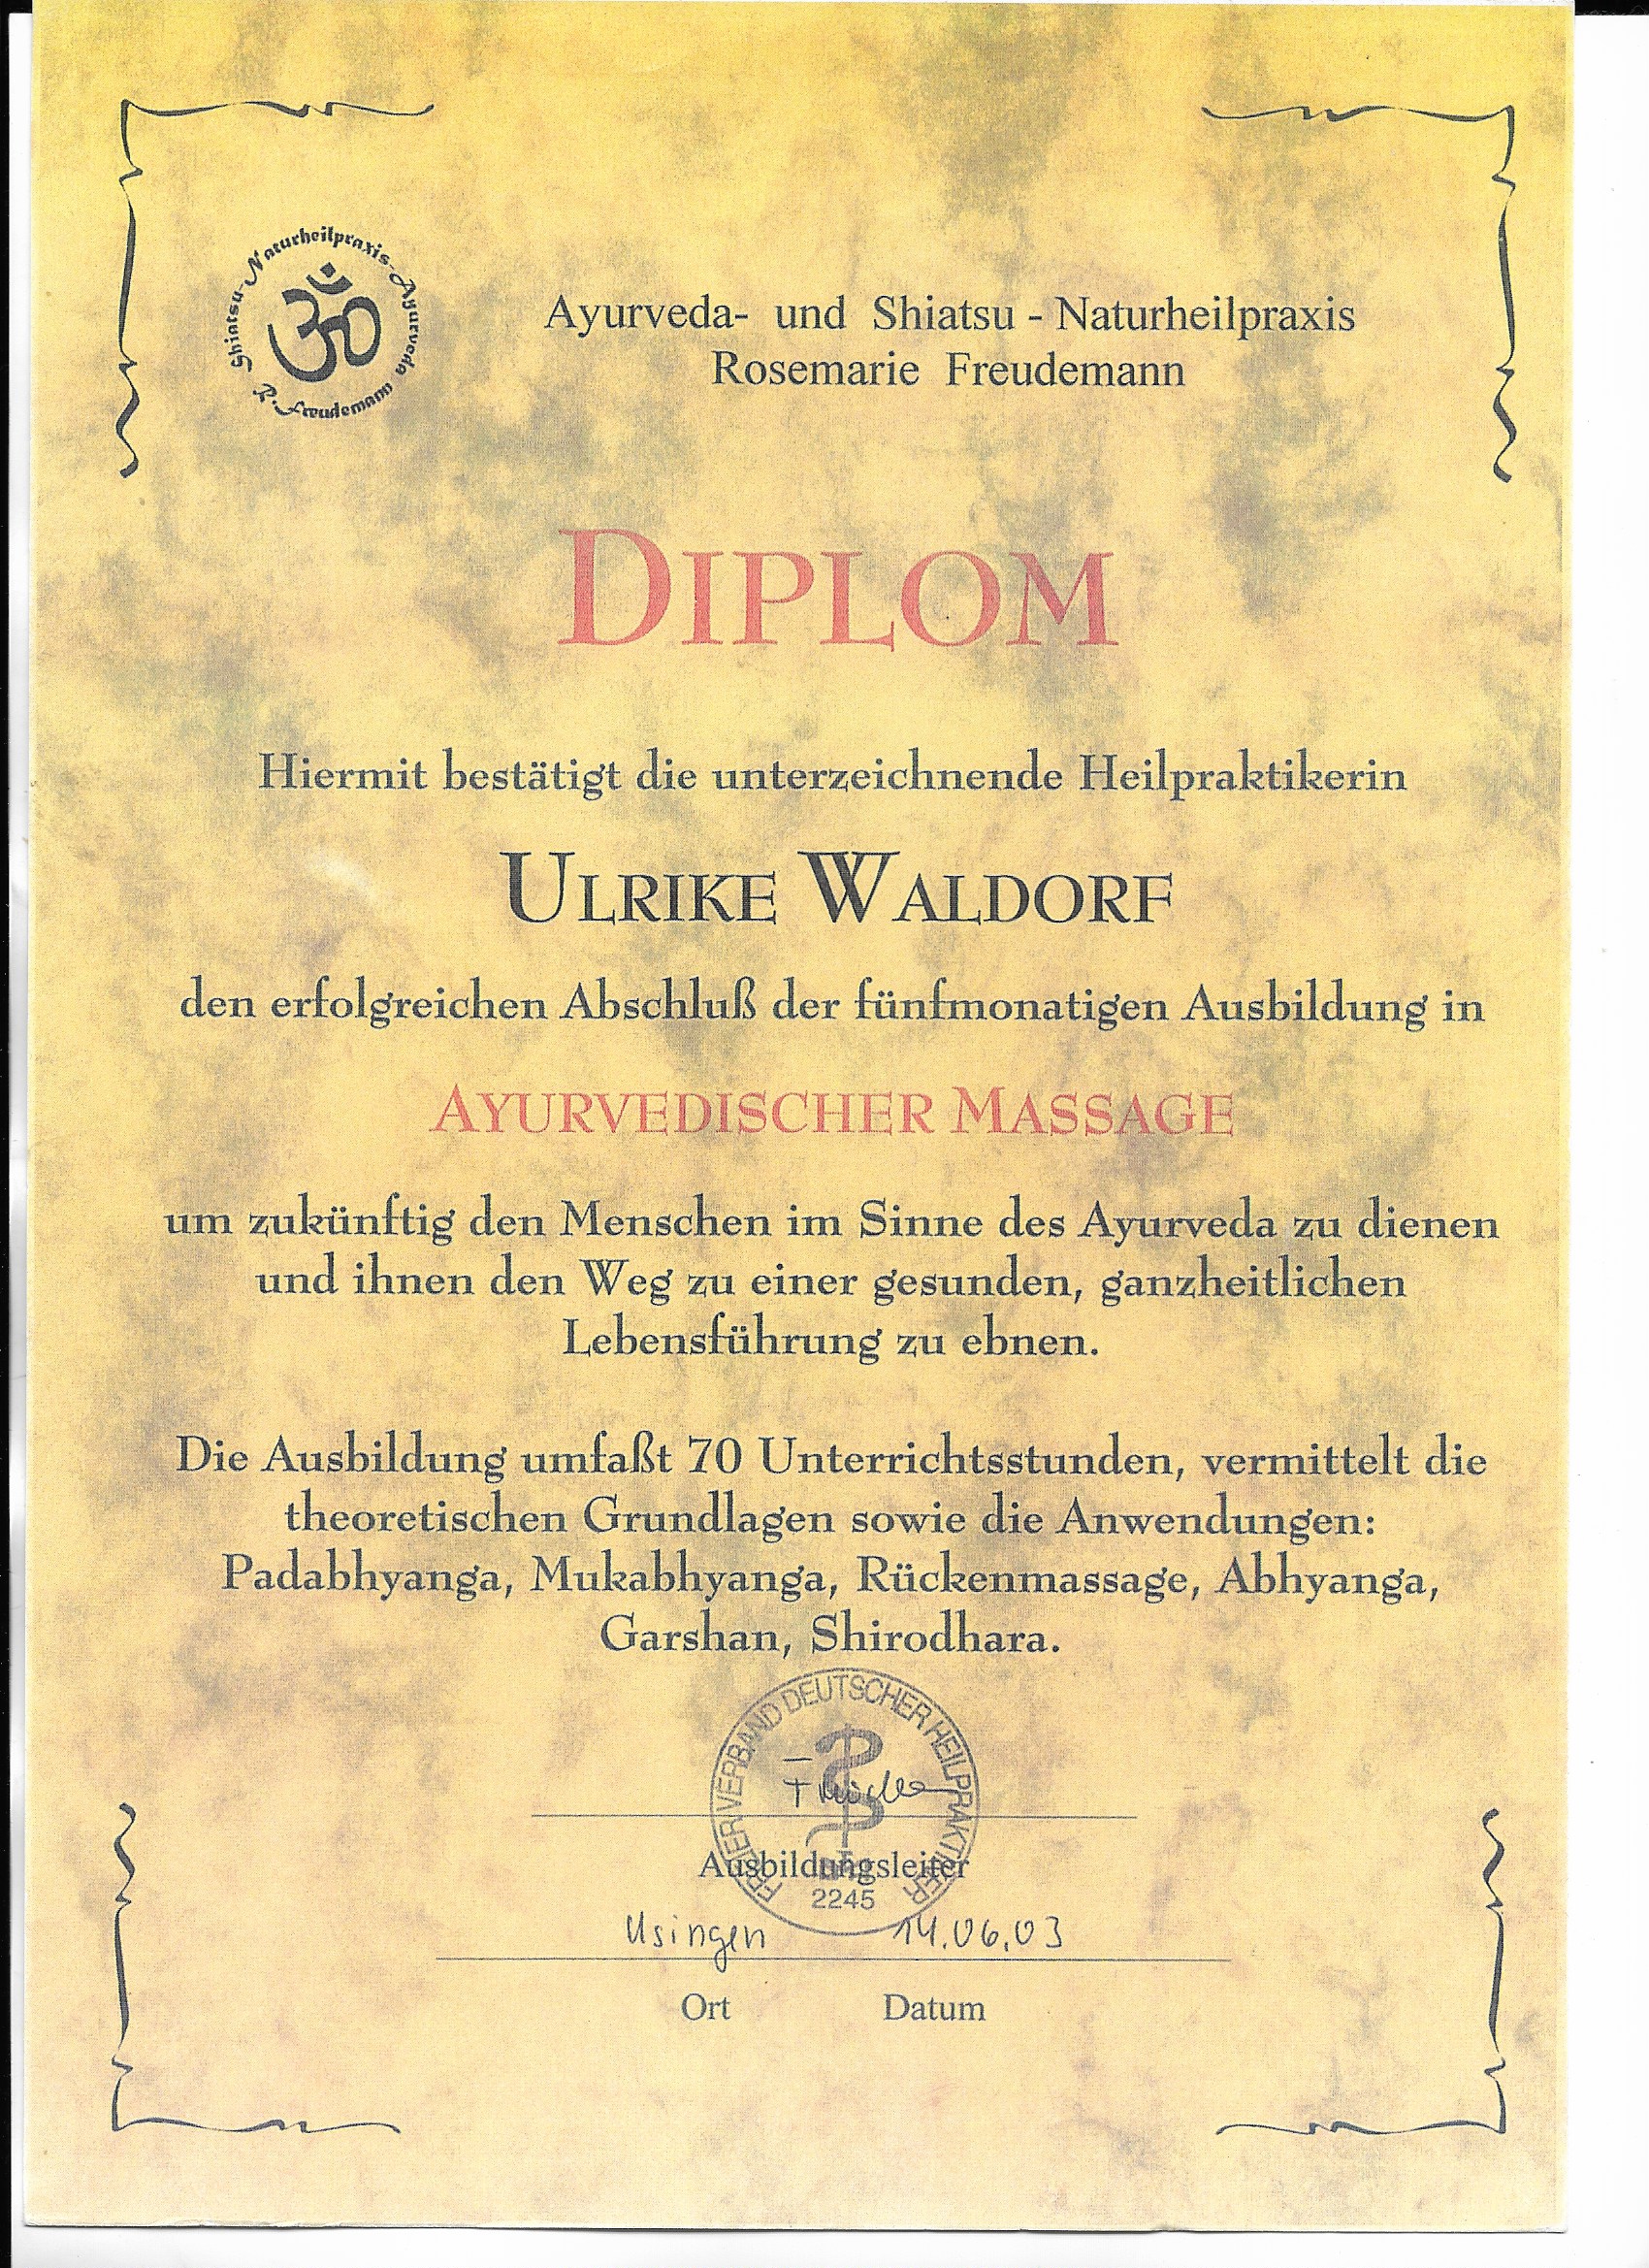 Shiatsu-Naturheilpraxis-Ayurveda
R. Freudemann
Ayurveda- und Shiatsu - Naturheilpraxis
Rosemarie Freudemann
DIPLOM
Hiermit bestätigt die unterzeichnende Heilpraktikerin
ULRIKE WALDORF
den erfolgreichen Abschluß der fünfmonatigen Ausbildung in
AYURVEDISCHER MASSAGE
um zukünftig den Menschen im Sinne des Ayurveda zu dienen
und ihnen den Weg zu einer gesunden, ganzheitlichen
Lebensführung zu ebnen.
Die Ausbildung umfaßt 70 Unterrichtsstunden, vermittelt die
theoretischen Grundlagen sowie die Anwendungen:
Padabhyanga, Mukabhyanga, Rückenmassage, Abhyanga,
Garshan, Shirodhara.
FREIER VERBAND DEUTSCHER HEILPRAKTIKER
Ausbildungsleiter
2245
Usingen 14.06.03
Ort Datum